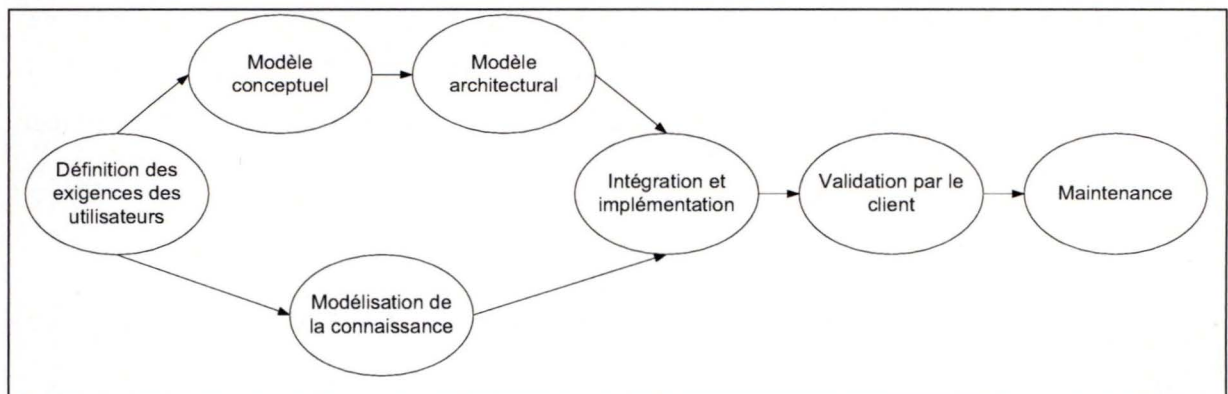 Modèle
conceptuel
Modèle
architectural
Définition des
exigences des
utilisateurs
Intégration et
implémentation
Validation par le
client
Maintenance
Modélisation de
la connaissance